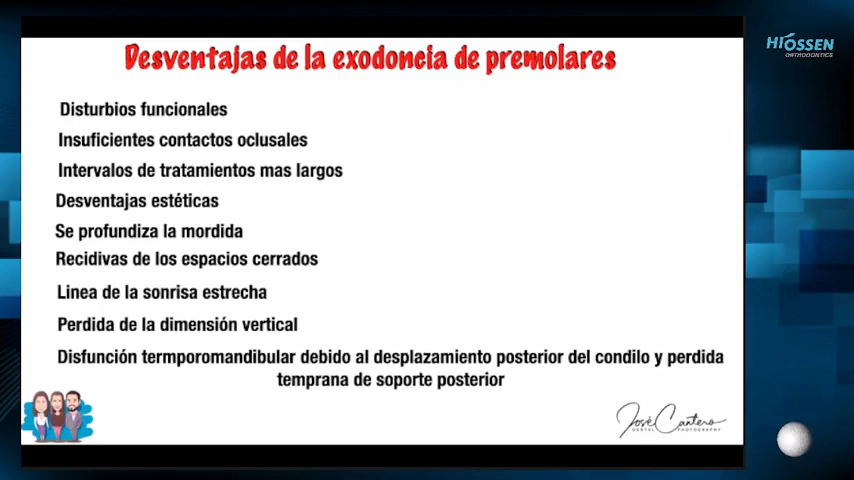 Desventajas de la exodoncia de premolares
HIOSSEN
ORTHODONTICS
Disturbios funcionales
Insuficientes contactos oclusales
Intervalos de tratamientos mas largos
Desventajas estéticas
Se profundiza la mordida
Recidivas de los espacios cerrados
Linea de la sonrisa estrecha
Perdida de la dimensión vertical
Disfunción termporomandibular debido al desplazamiento posterior del condilo y perdida
temprana de soporte posterior
José Cantero
DENTAL PHOTOGRAPHY